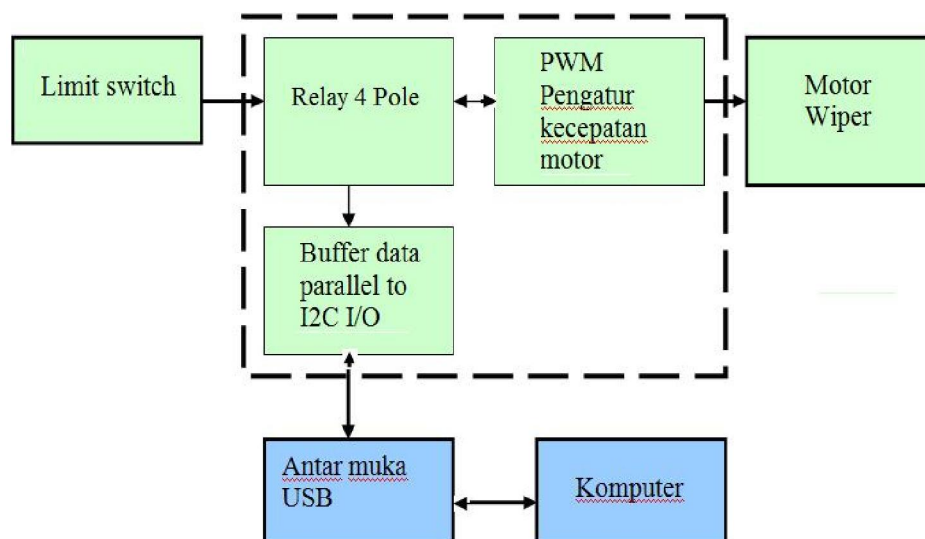 Limit switch
Relay 4 Pole
PWM
Pengatur
kecepatan
motor
Motor
Wiper
Buffer data
parallel to
I2C I/O
Antar muka
USB
Komputer